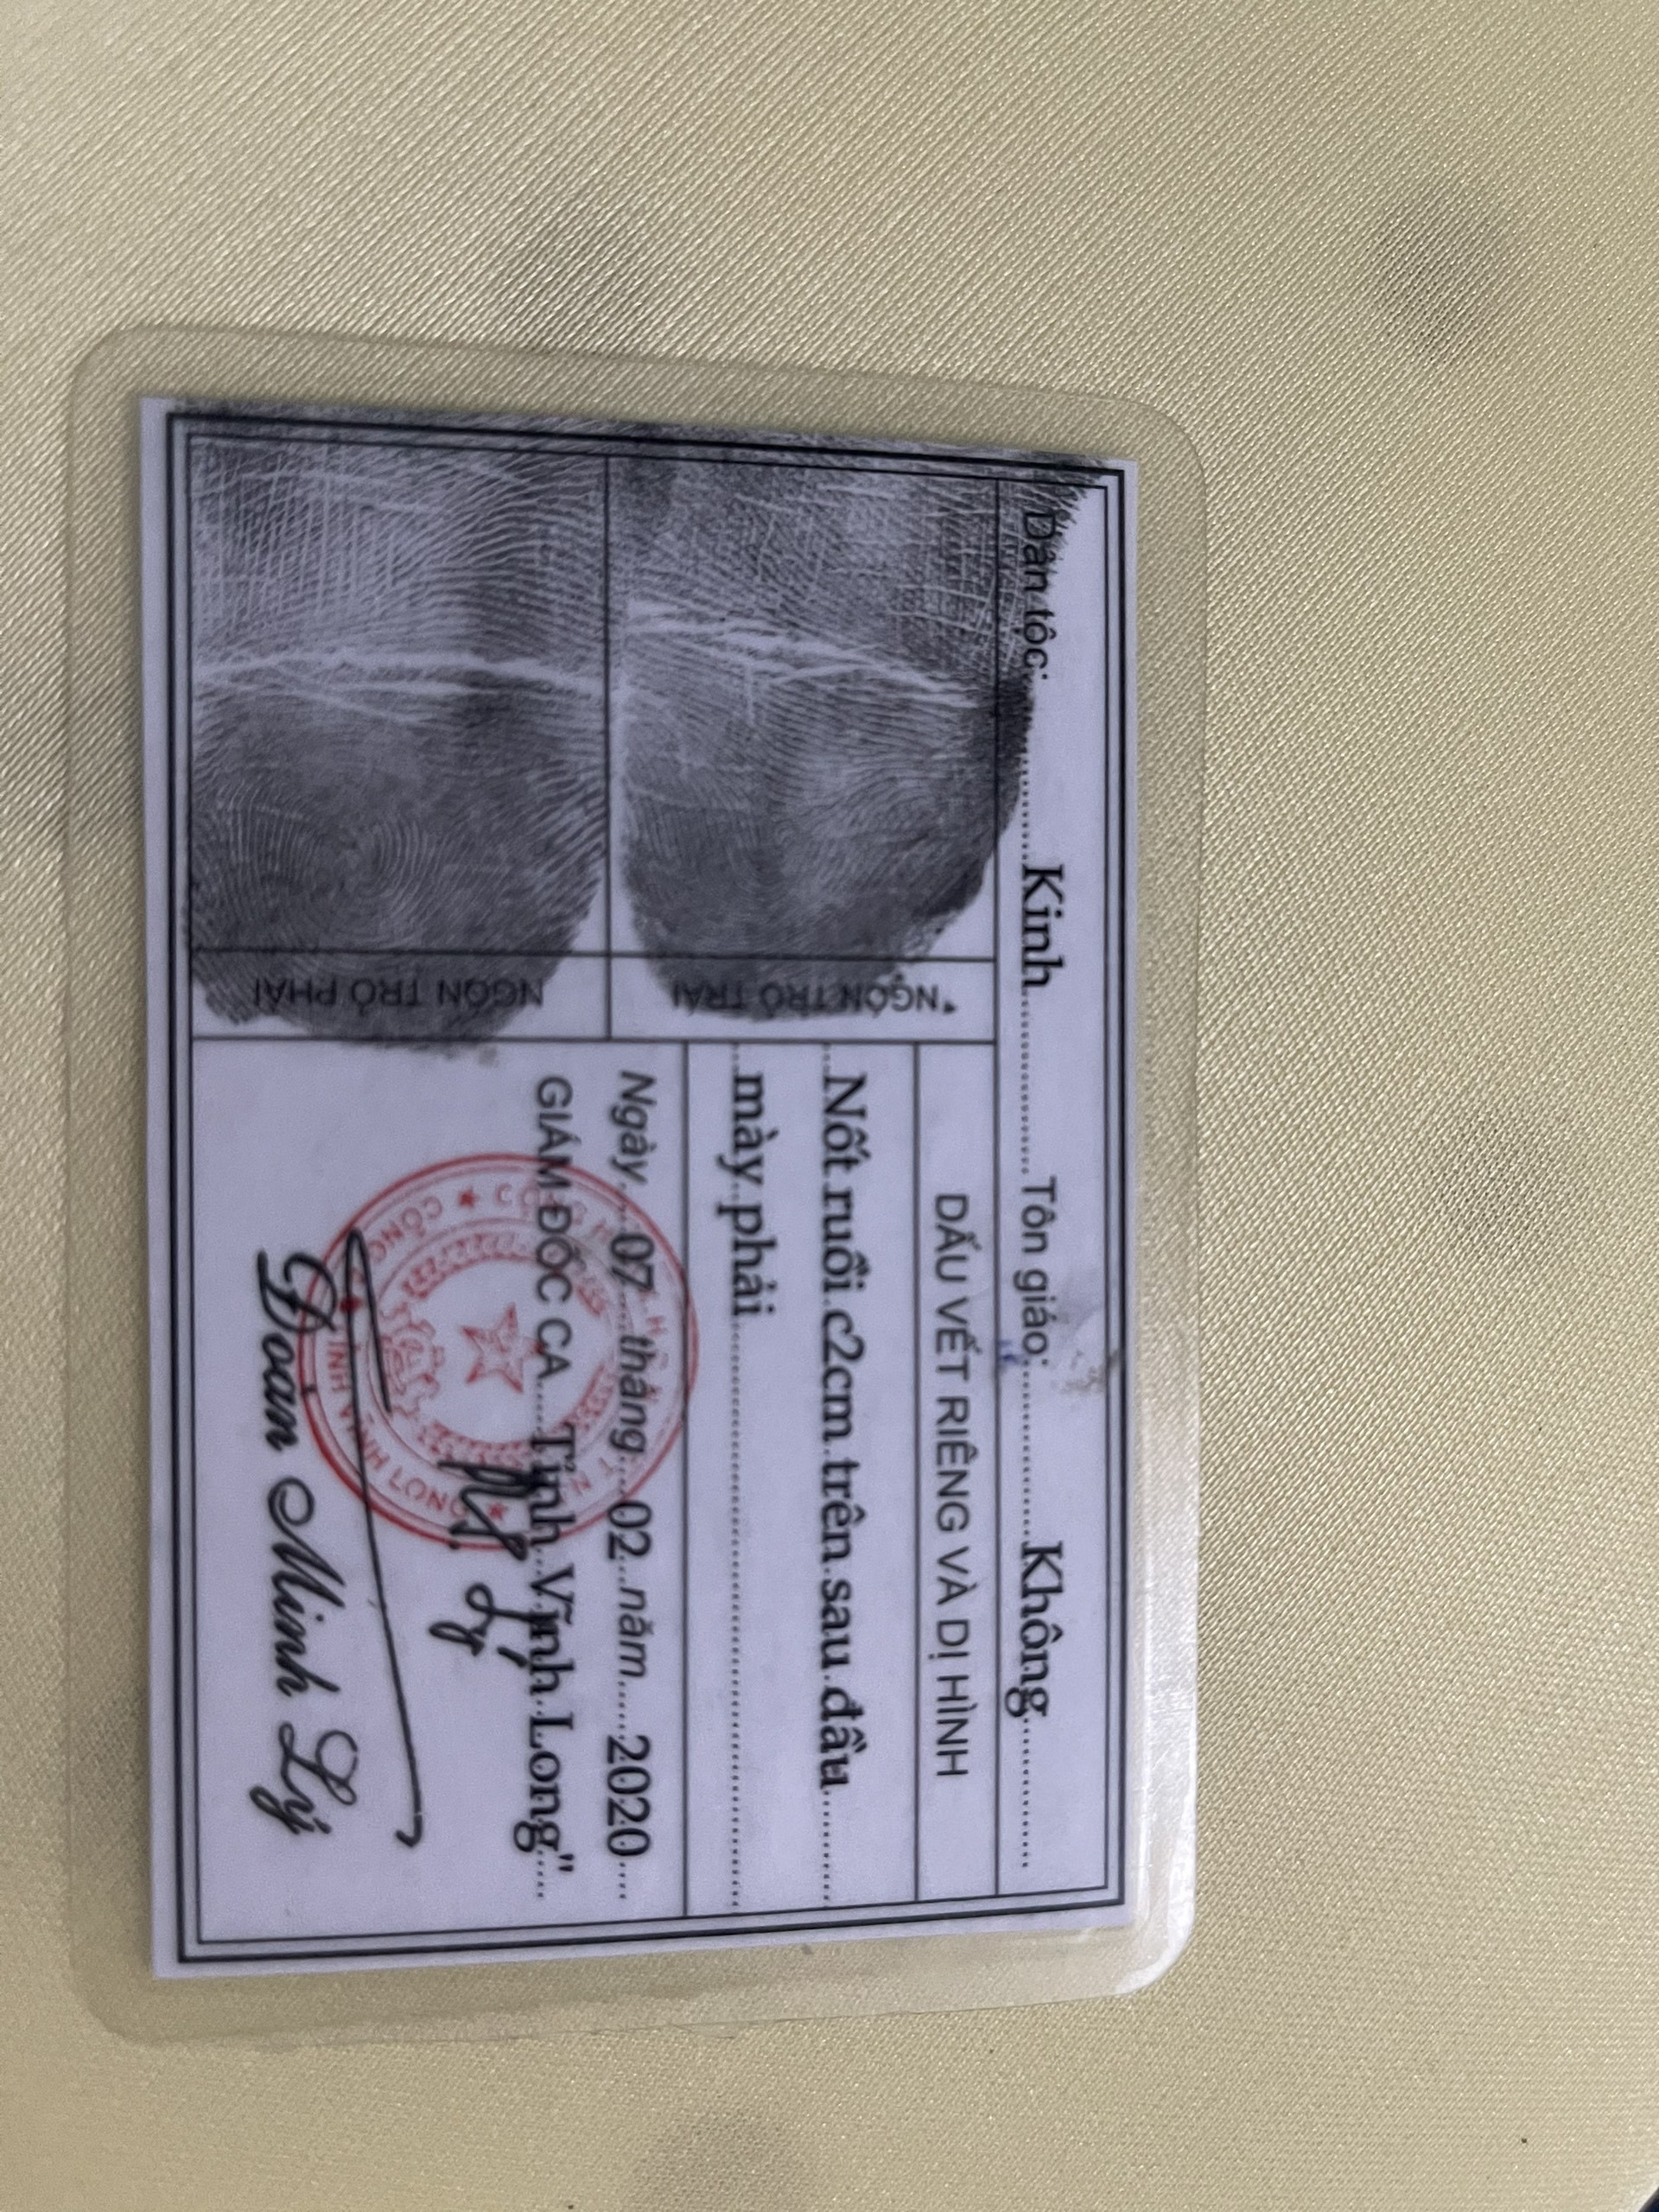 Dân tộc: Kinh Tôn giáo: Không
DẤU VẾT RIÊNG VÀ DỊ HÌNH
Nốt ruồi c2cm trên sau đầu
mày phải
NGÓN TRỎ TRÁI
NGÓN TRỎ PHẢI
Ngày 07 tháng 02 năm 2020
GIÁM ĐỐC CA Tỉnh Vĩnh Long"
Đoàn Minh Lý